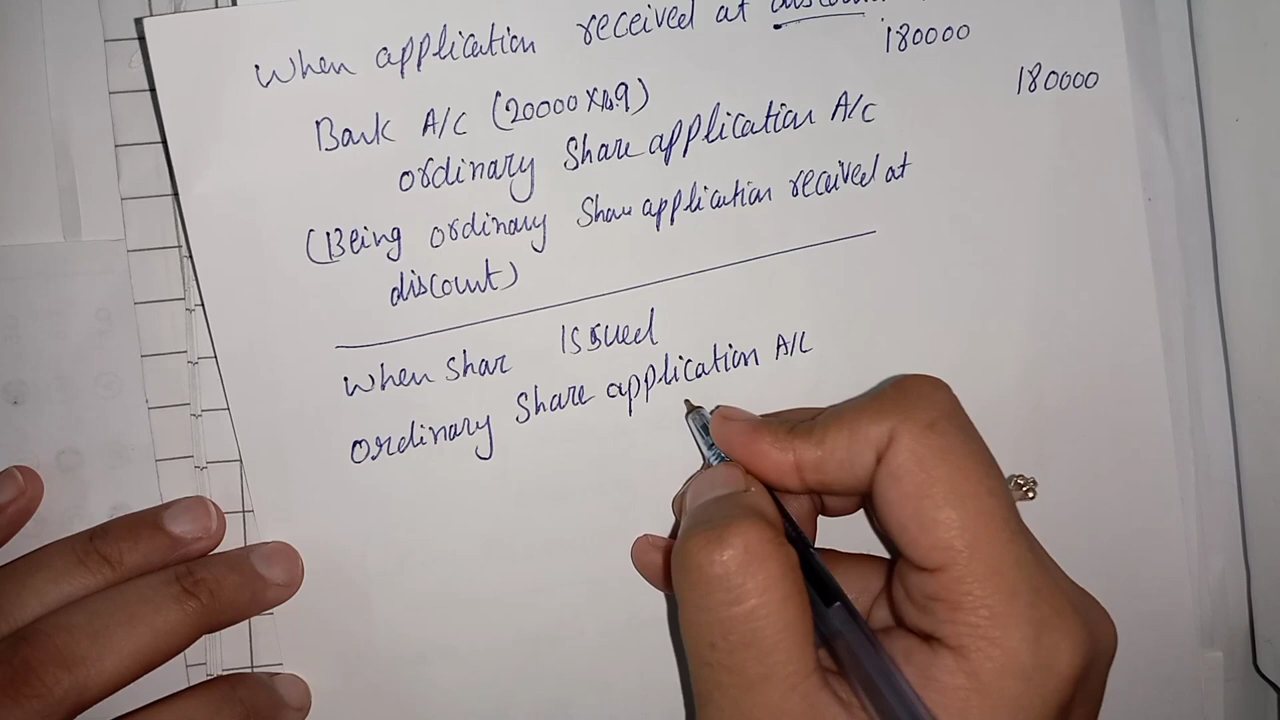 When application received at discount
180000
Bank A/C (20000×9)
180000
ordinary Share application A/c
(Being ordinary Share application received at
discount)
When shar Issued
ordinary Share application A/C